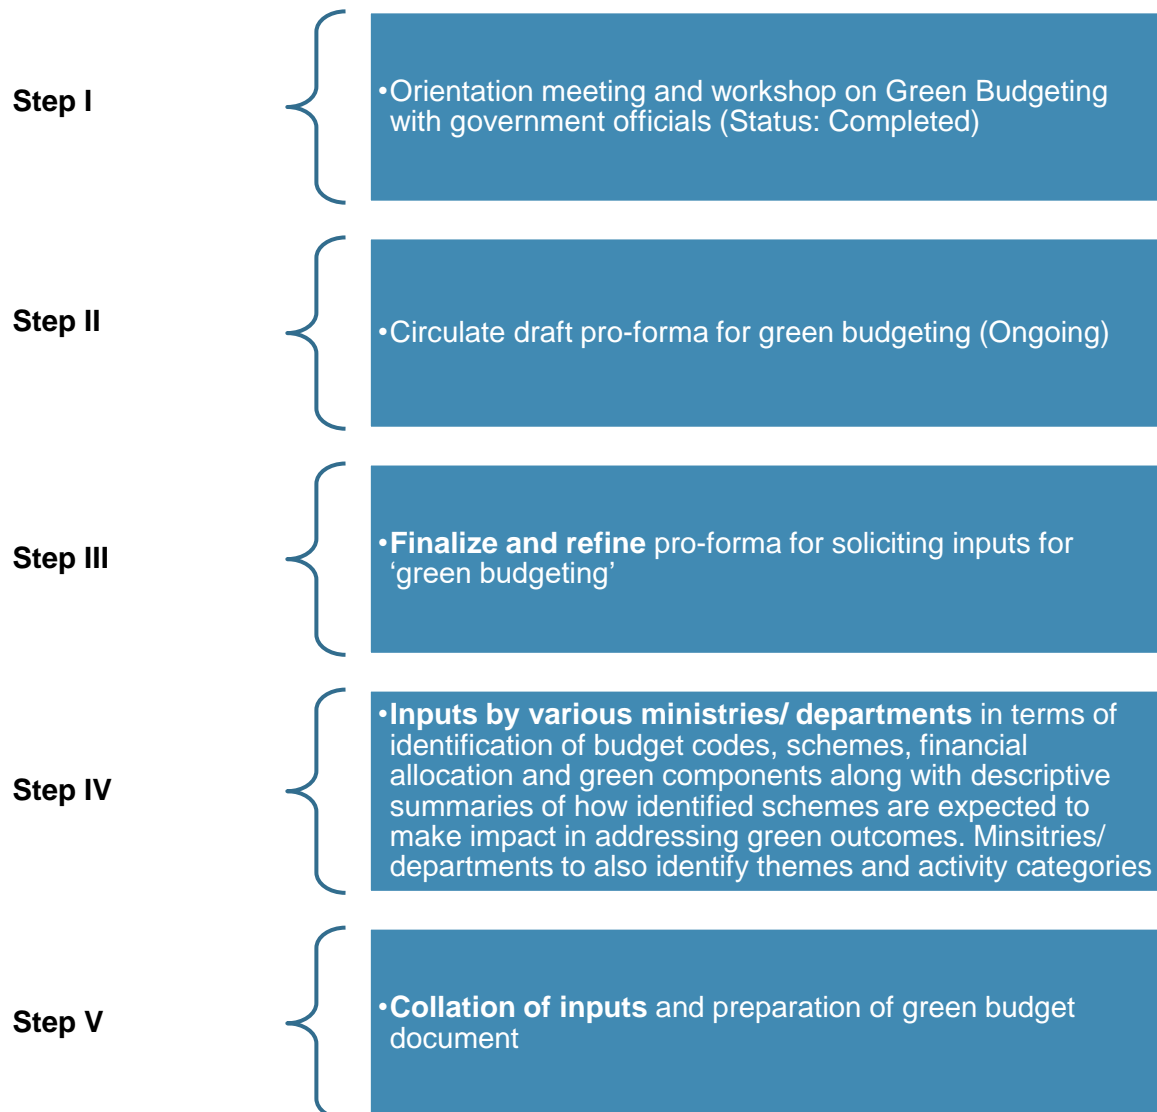 Step I
•Orientation meeting and workshop on Green Budgeting
with government officials (Status: Completed)
Step II
•Circulate draft pro-forma for green budgeting (Ongoing)
Step III
•Finalize and refine pro-forma for soliciting inputs for
‘green budgeting’
Step IV
•Inputs by various ministries/ departments in terms of
identification of budget codes, schemes, financial
allocation and green components along with descriptive
summaries of how identified schemes are expected to
make impact in addressing green outcomes. Minsitries/
departments to also identify themes and activity categories
Step V
•Collation of inputs and preparation of green budget
document